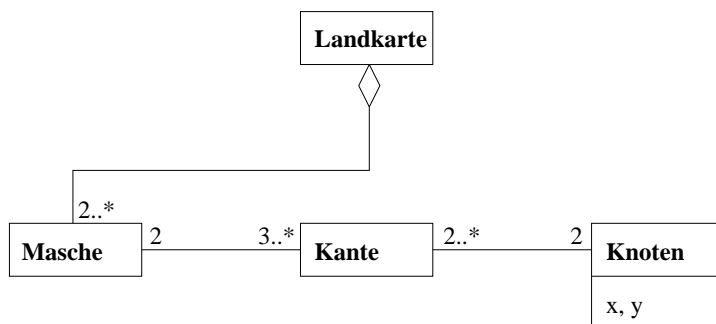 Landkarte
2..*
Masche
2
3..*
Kante
2..*
2
Knoten
x, y